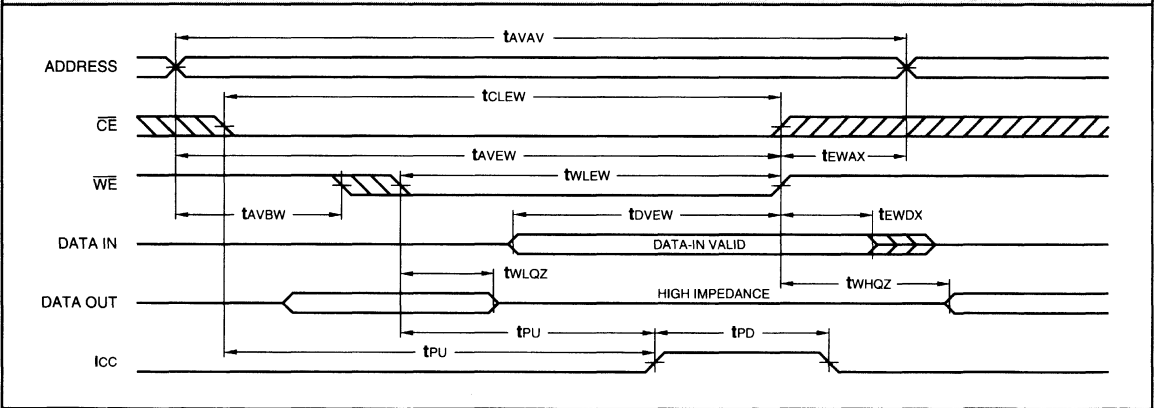 tAVAV
ADDRESS
tCLEW
CE
tAVEW
tEWAX
WE
tWLEW
tAVBW
tDVEW
tEWDX
DATA IN
DATA-IN VALID
tWLQZ
tWHQZ
DATA OUT
HIGH IMPEDANCE
tPU
tPD
tPU
ICC